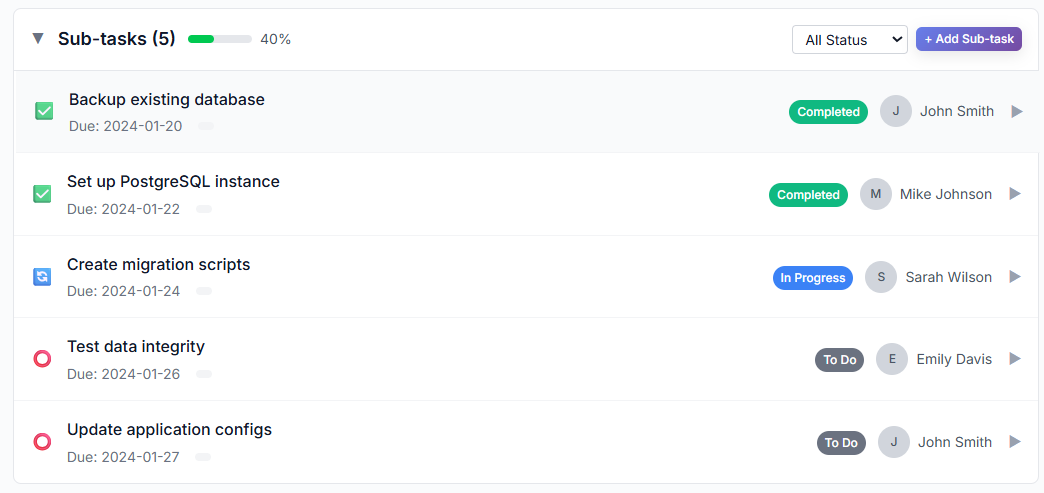 ▼ Sub-tasks (5) 40% All Status + Add Sub-task
Backup existing database
Due: 2024-01-20
Completed J John Smith
Set up PostgreSQL instance
Due: 2024-01-22
Completed M Mike Johnson
Create migration scripts
Due: 2024-01-24
In Progress S Sarah Wilson
Test data integrity
Due: 2024-01-26
To Do E Emily Davis
Update application configs
Due: 2024-01-27
To Do J John Smith